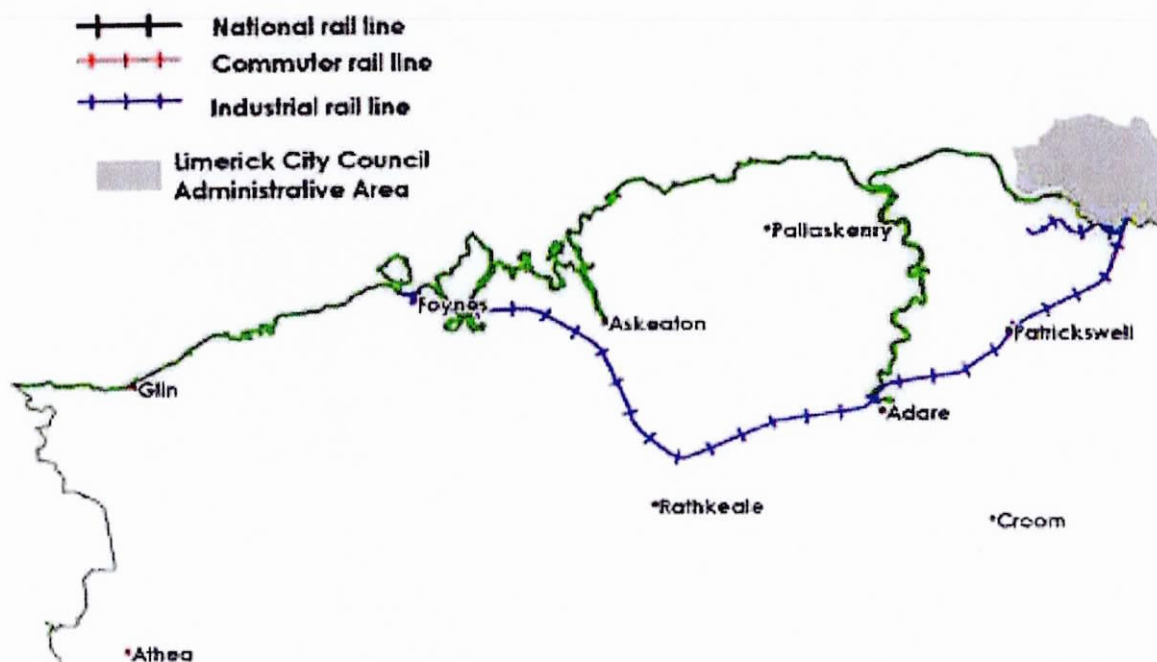 National rail line
Commuter rail line
Industrial rail line
Limerick City Council
Administrative Area
Pallaskenry
Foynes
Askeaton
Patrickswell
Glin
Adare
Rathkeale
Croom
Athea